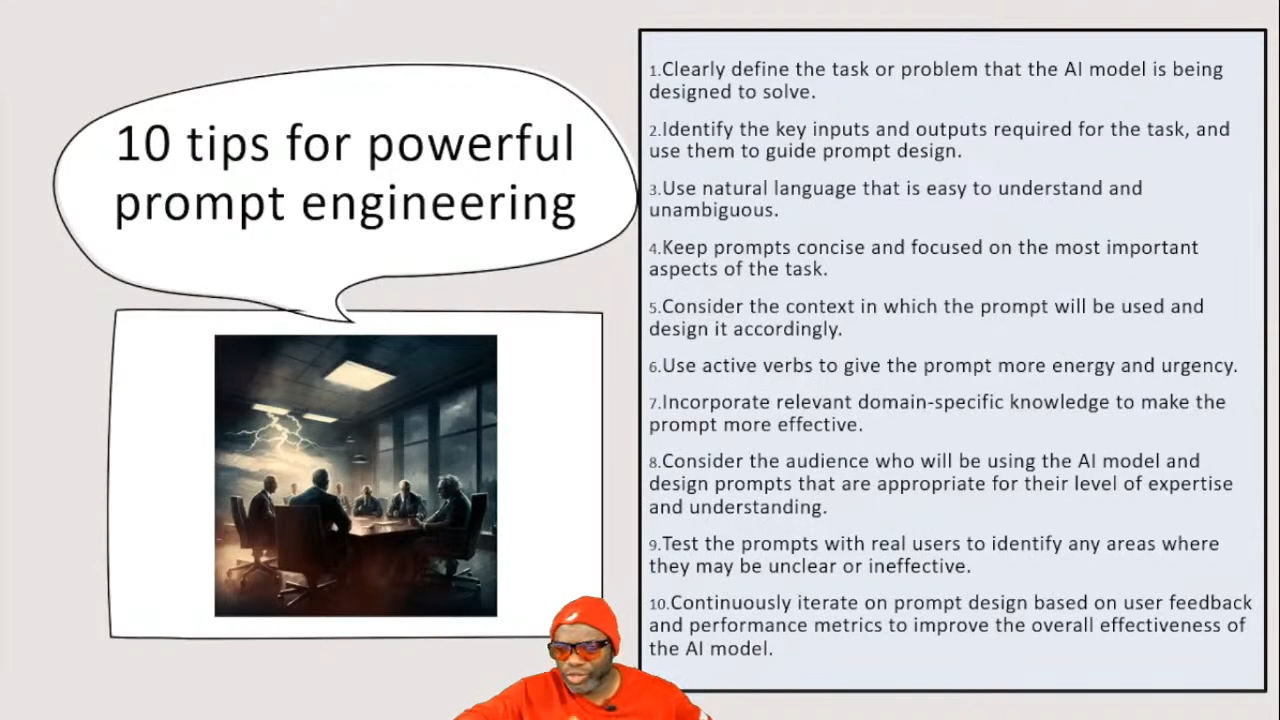 10 tips for powerful
prompt engineering
1.Clearly define the task or problem that the AI model is being
designed to solve.
2.Identify the key inputs and outputs required for the task, and
use them to guide prompt design.
3.Use natural language that is easy to understand and
unambiguous.
4.Keep prompts concise and focused on the most important
aspects of the task.
5.Consider the context in which the prompt will be used and
design it accordingly.
6.Use active verbs to give the prompt more energy and urgency.
7.Incorporate relevant domain-specific knowledge to make the
prompt more effective.
8.Consider the audience who will be using the AI model and
design prompts that are appropriate for their level of expertise
and understanding.
9.Test the prompts with real users to identify any areas where
they may be unclear or ineffective.
10.Continuously iterate on prompt design based on user feedback
and performance metrics to improve the overall effectiveness of
the AI model.